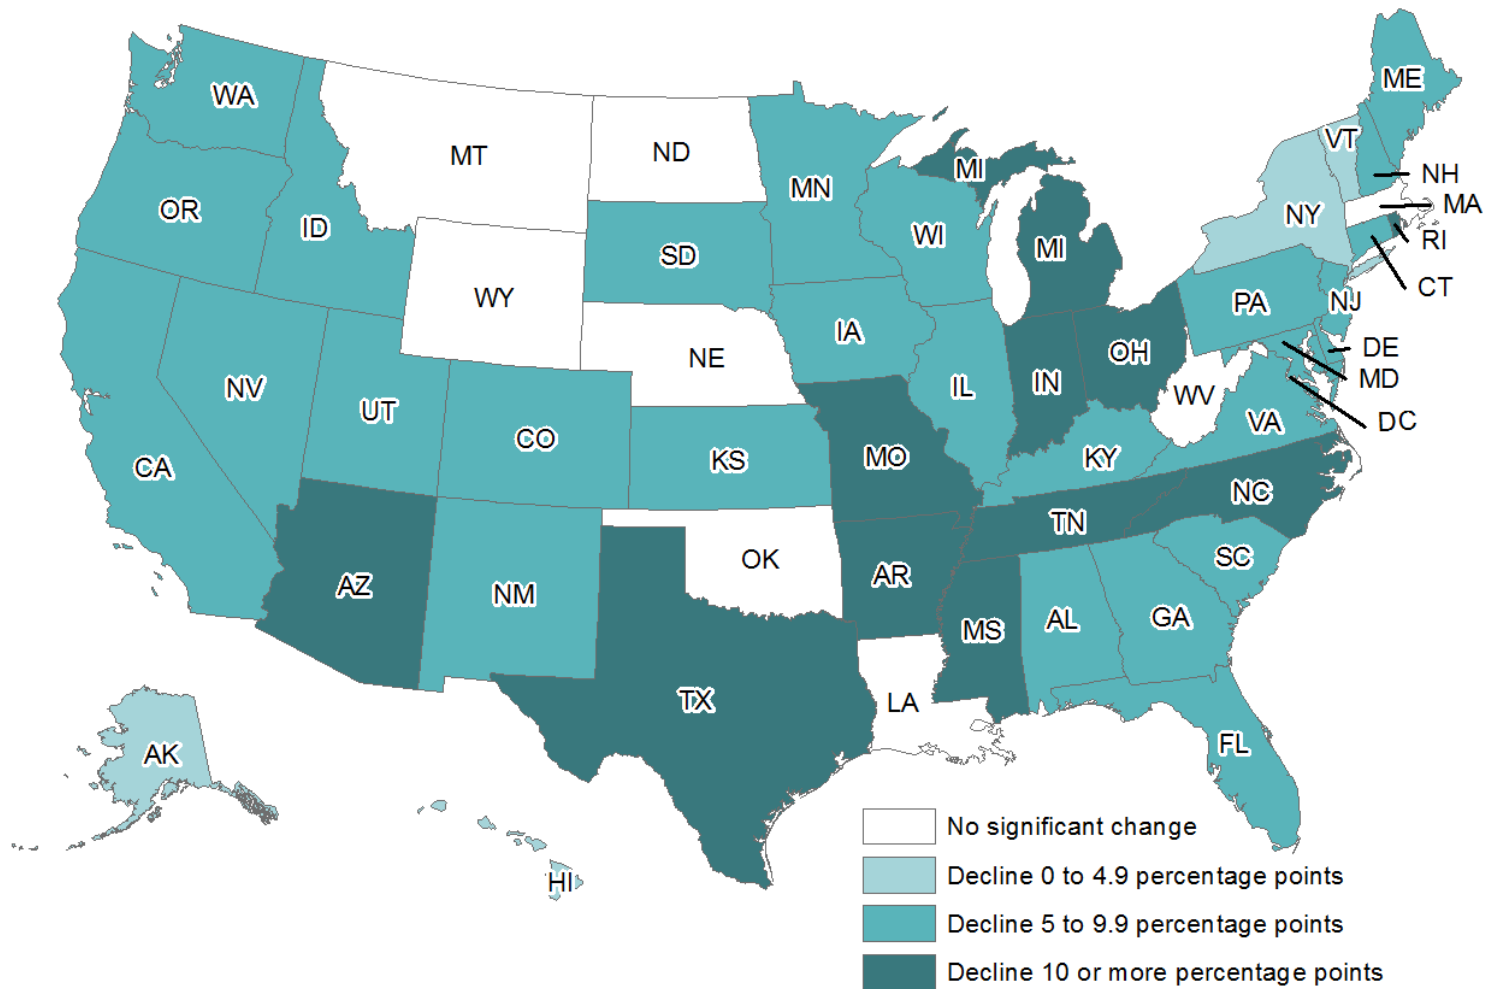 ME
WA
VT
MT
ND
MI
NH
MN
MA
OR
NY
ID
WI
RI
MI
SD
CT
WY
PA
NJ
IA
DE
OH
NE
MD
IN
NV
IL
WV
UT
DC
VA
CO
KY
MO
KS
CA
NC
TN
SC
OK
AR
AZ
NM
GA
AL
MS
TX
LA
FL
AK
No significant change
Decline 0 to 4.9 percentage points
HI
Decline 5 to 9.9 percentage points
Decline 10 or more percentage points